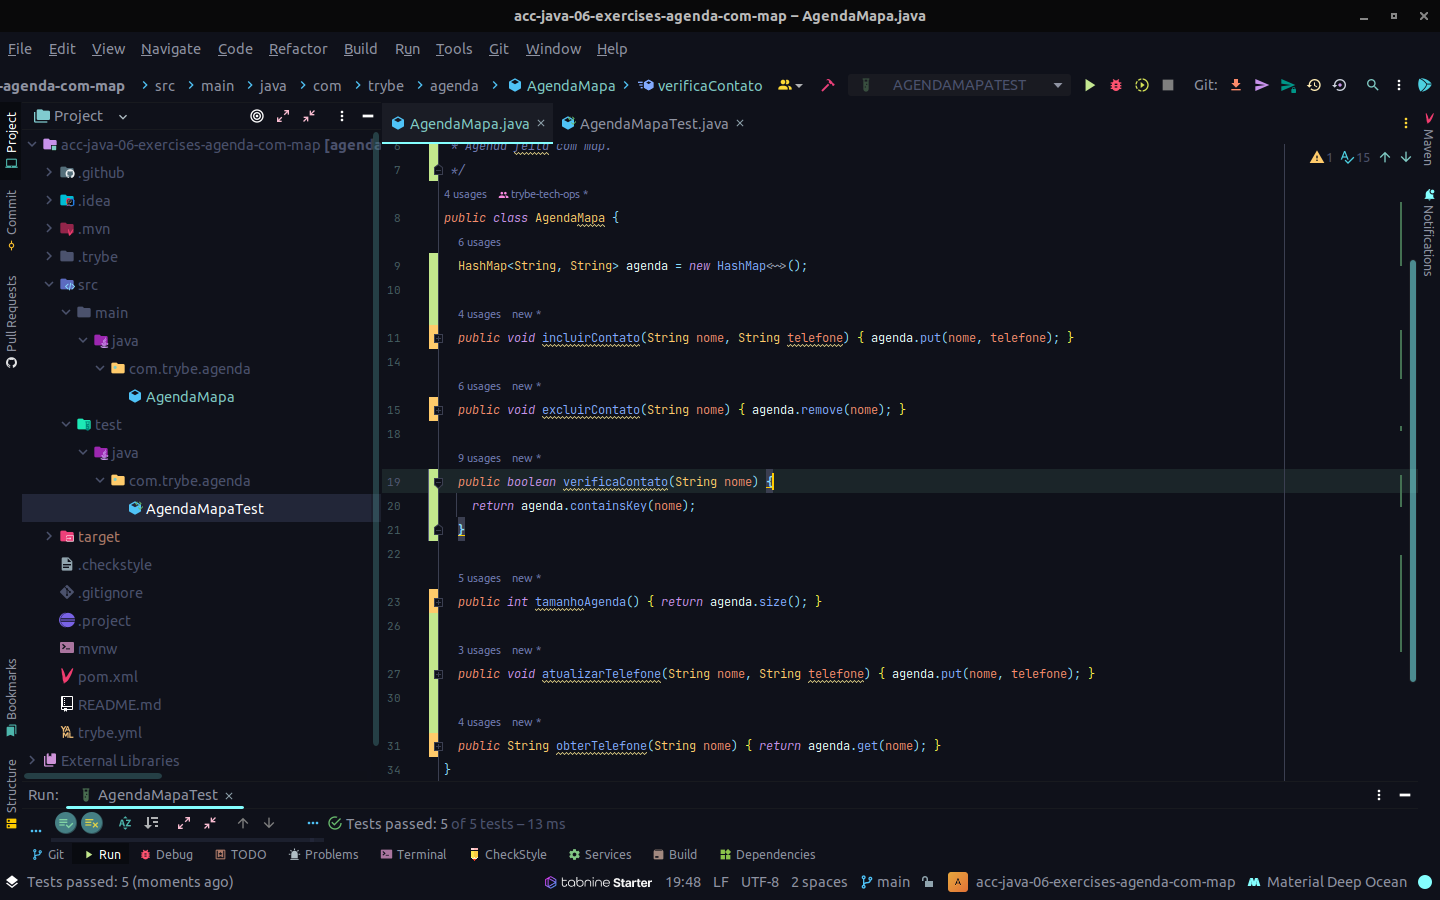 acc-java-06-exercises-agenda-com-map – AgendaMapa.java
File Edit View Navigate Code Refactor Build Run Tools Git Window Help
-agenda-com-map src main java com trybe agenda AgendaMapa verificaContato AGENDAMAPATEST Git:
Project
AgendaMapa.java
AgendaMapaTest.java
Project
Commit
Pull Requests
Bookmarks
Structure
Maven
Notifications
acc-java-06-exercises-agenda-com-map [agenda
.github
.idea
.mvn
.trybe
src
main
java
com.trybe.agenda
AgendaMapa
test
java
com.trybe.agenda
AgendaMapaTest
target
.checkstyle
.gitignore
.project
mvnw
pom.xml
README.md
trybe.yml
External Libraries
1 15
6 * Agenda feita com map.
7 */
4 usages trybe-tech-ops *
8 public class AgendaMapa {
6 usages
9 HashMap<String, String> agenda = new HashMap<~>();
10
4 usages new *
11 public void incluirContato(String nome, String telefone) { agenda.put(nome, telefone); }
14
6 usages new *
15 public void excluirContato(String nome) { agenda.remove(nome); }
18
9 usages new *
19 public boolean verificaContato(String nome) {
20 return agenda.containsKey(nome);
21 }
22
5 usages new *
23 public int tamanhoAgenda() { return agenda.size(); }
26
3 usages new *
27 public void atualizarTelefone(String nome, String telefone) { agenda.put(nome, telefone); }
30
4 usages new *
31 public String obterTelefone(String nome) { return agenda.get(nome); }
34 }
Run: AgendaMapaTest
Tests passed: 5 of 5 tests – 13 ms
Git Run Debug TODO Problems Terminal CheckStyle Services Build Dependencies
Tests passed: 5 (moments ago) tabnine Starter 19:48 LF UTF-8 2 spaces main A acc-java-06-exercises-agenda-com-map Material Deep Ocean